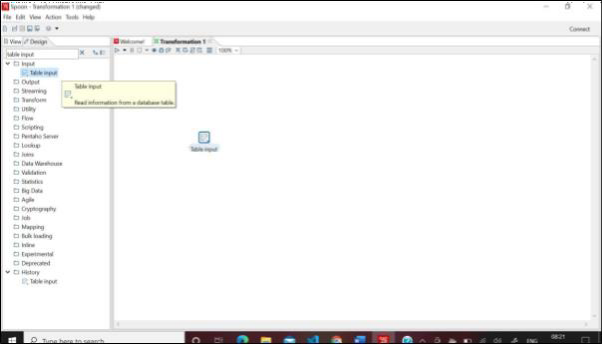 Spoon - Transformation 1 (changed)
File Edit View Action Tools Help
Connect
View Design
Welcome! Transformation 1
table input
100%
Input
Table input
Output
Streaming
Transform
Utility
Flow
Scripting
Pentaho Server
Lookup
Joins
Data Warehouse
Validation
Statistics
Big Data
Agile
Cryptography
Job
Mapping
Bulk loading
Inline
Experimental
Deprecated
History
Table input
Table input
Read information from a database table.
Table input
Type here to search
ENG
08:21